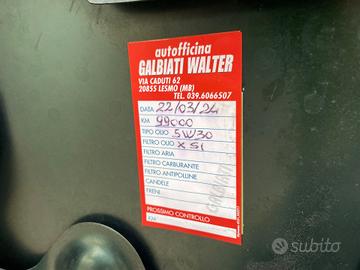 autofficina
GALBIATI WALTER
VIA CADUTI 62
20855 LESMO (MB)
TEL. 039.6066507
DATA 22/03/24
KM 99000
TIPO OLIO 5W30
FILTRO OLIO X SI
FILTRO ARIA
FILTRO CARBURANTE
FILTRO ANTIPOLLINE
CANDELE
FRENI
PROSSIMO CONTROLLO
KM
subito